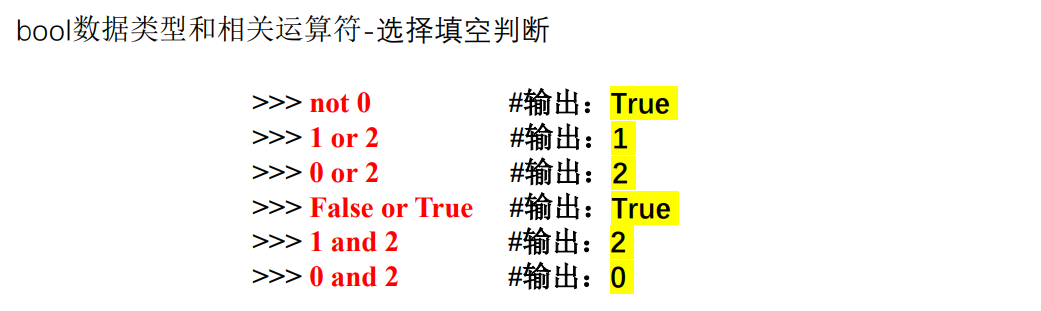 bool数据类型和相关运算符-选择填空判断
>>> not 0 #输出：True
>>> 1 or 2 #输出：1
>>> 0 or 2 #输出：2
>>> False or True #输出：True
>>> 1 and 2 #输出：2
>>> 0 and 2 #输出：0